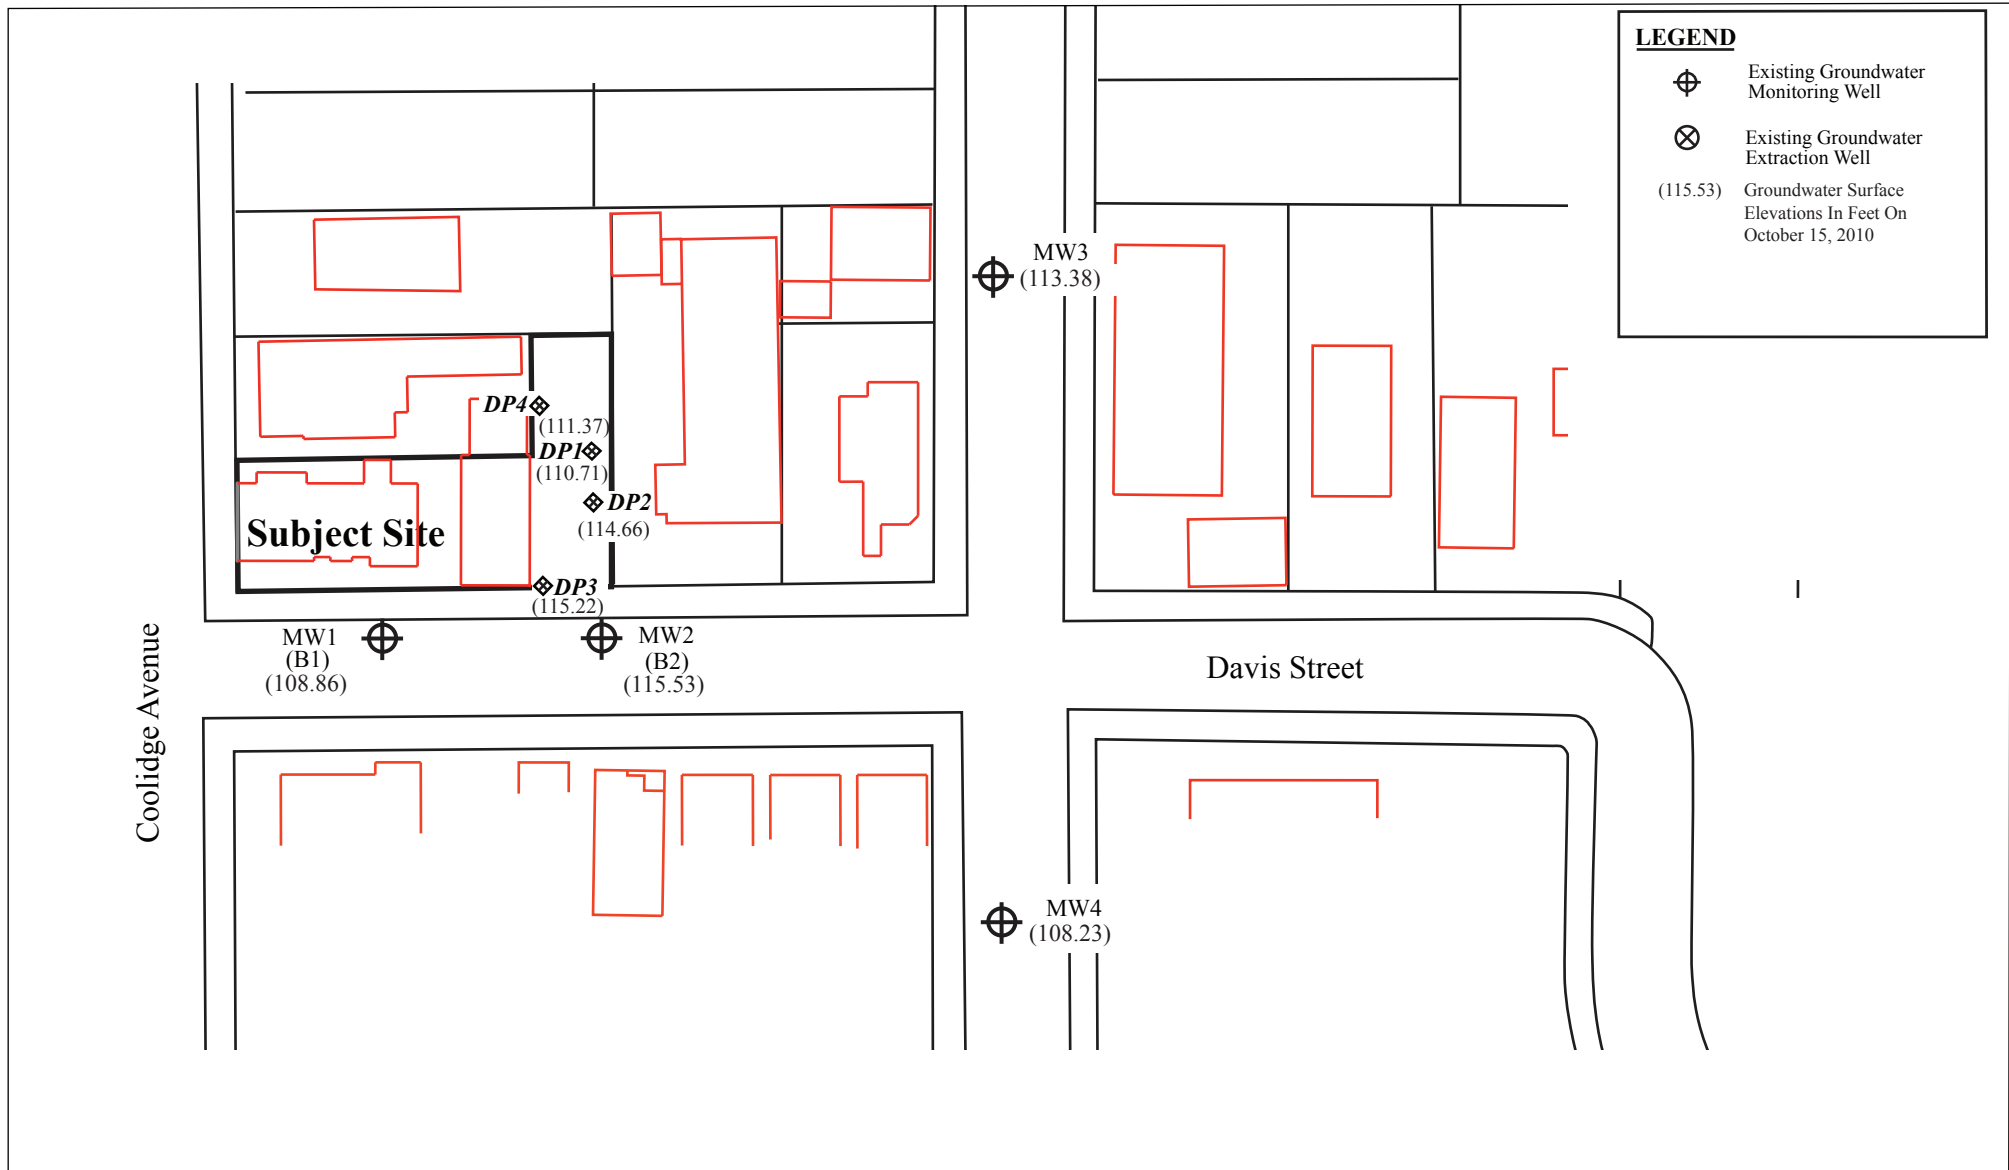 LEGEND
Existing Groundwater
Monitoring Well
Existing Groundwater
Extraction Well
(115.53) Groundwater Surface
Elevations In Feet On
October 15, 2010
MW3
(113.38)
DP4
(111.37)
DP1
(110.71)
DP2
(114.66)
Subject Site
DP3
(115.22)
MW1
(B1)
(108.86)
MW2
(B2)
(115.53)
Davis Street
Coolidge Avenue
MW4
(108.23)